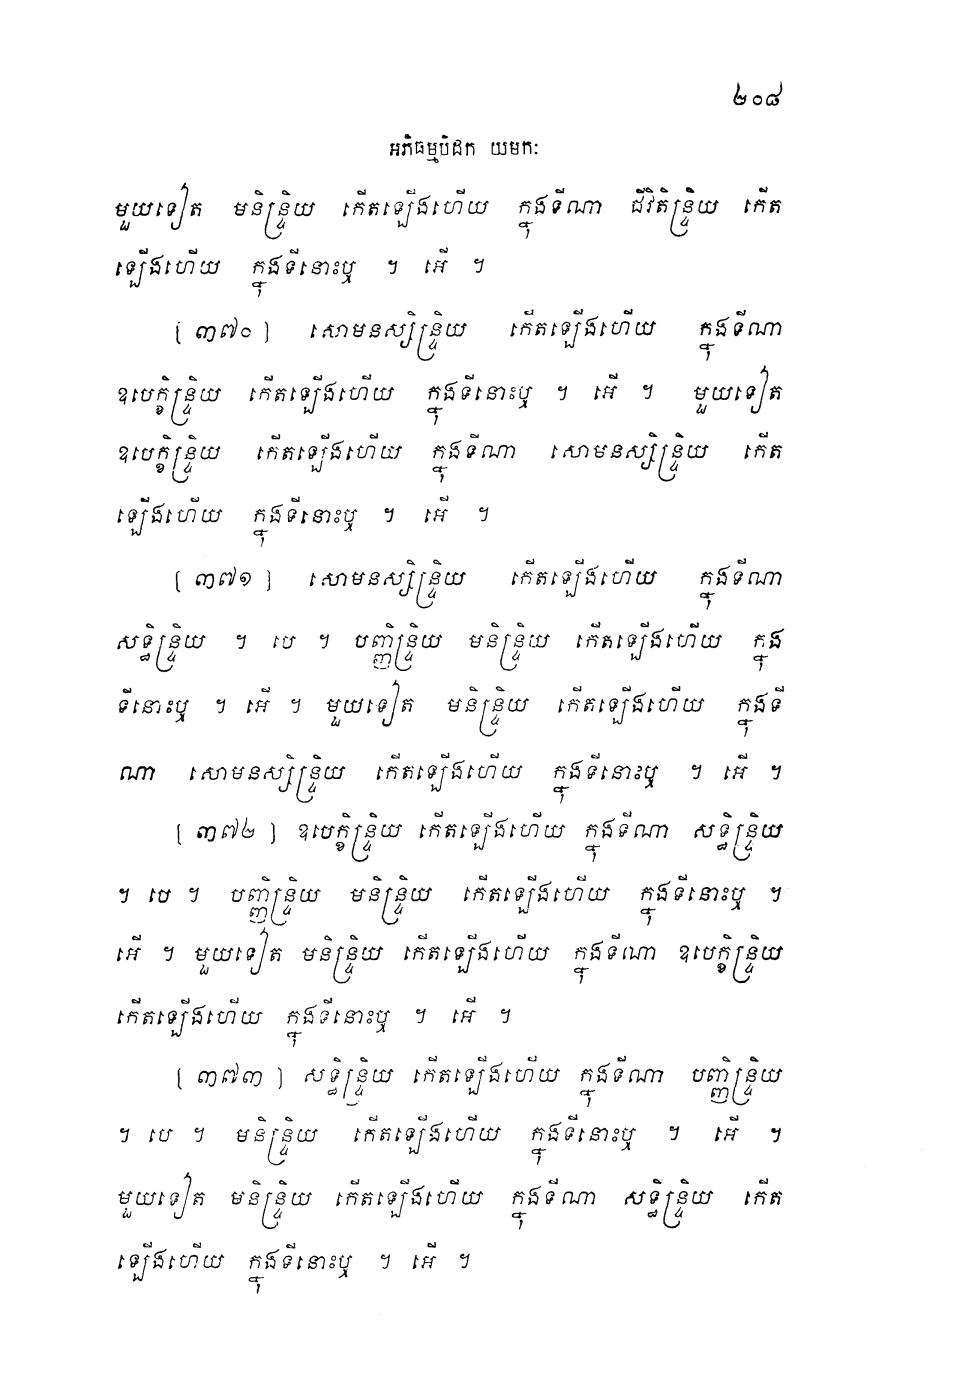 ២០៨
អភិធម្មបិដក យមកៈ
មួយទៀត មនិន្ទ្រិយ កើតឡើងហើយ ក្នុងទីណា ជីវិតិន្ទ្រិយ កើត
ឡើងហើយ ក្នុងទីនោះឬ ។ អើ ។
[ ៣៧០ ] សោមនស្សិន្ទ្រិយ កើតឡើងហើយ ក្នុងទីណា
ឧបេក្ខិន្ទ្រិយ កើតឡើងហើយ ក្នុងទីនោះឬ ។ អើ ។ មួយទៀត
ឧបេក្ខិន្ទ្រិយ កើតឡើងហើយ ក្នុងទីណា សោមនស្សិន្ទ្រិយ កើត
ឡើងហើយ ក្នុងទីនោះឬ ។ អើ ។
[ ៣៧១ ] សោមនស្សិន្ទ្រិយ កើតឡើងហើយ ក្នុងទីណា
សទ្ធិន្ទ្រិយ ។ បេ ។ បញ្ញិន្ទ្រិយ មនិន្ទ្រិយ កើតឡើងហើយ ក្នុង
ទីនោះឬ ។ អើ ។ មួយទៀត មនិន្ទ្រិយ កើតឡើងហើយ ក្នុងទី
ណា សោមនស្សិន្ទ្រិយ កើតឡើងហើយ ក្នុងទីនោះឬ ។ អើ ។
[ ៣៧២ ] ឧបេក្ខិន្ទ្រិយ កើតឡើងហើយ ក្នុងទីណា សទ្ធិន្ទ្រិយ
។ បេ ។ បញ្ញិន្ទ្រិយ មនិន្ទ្រិយ កើតឡើងហើយ ក្នុងទីនោះឬ ។
អើ ។ មួយទៀត មនិន្ទ្រិយ កើតឡើងហើយ ក្នុងទីណា ឧបេក្ខិន្ទ្រិយ
កើតឡើងហើយ ក្នុងទីនោះឬ ។ អើ ។
[ ៣៧៣ ] សទ្ធិន្ទ្រិយ កើតឡើងហើយ ក្នុងទីណា បញ្ញិន្ទ្រិយ
។ បេ ។ មនិន្ទ្រិយ កើតឡើងហើយ ក្នុងទីនោះឬ ។ អើ ។
មួយទៀត មនិន្ទ្រិយ កើតឡើងហើយ ក្នុងទីណា សទ្ធិន្ទ្រិយ កើត
ឡើងហើយ ក្នុងទីនោះឬ ។ អើ ។